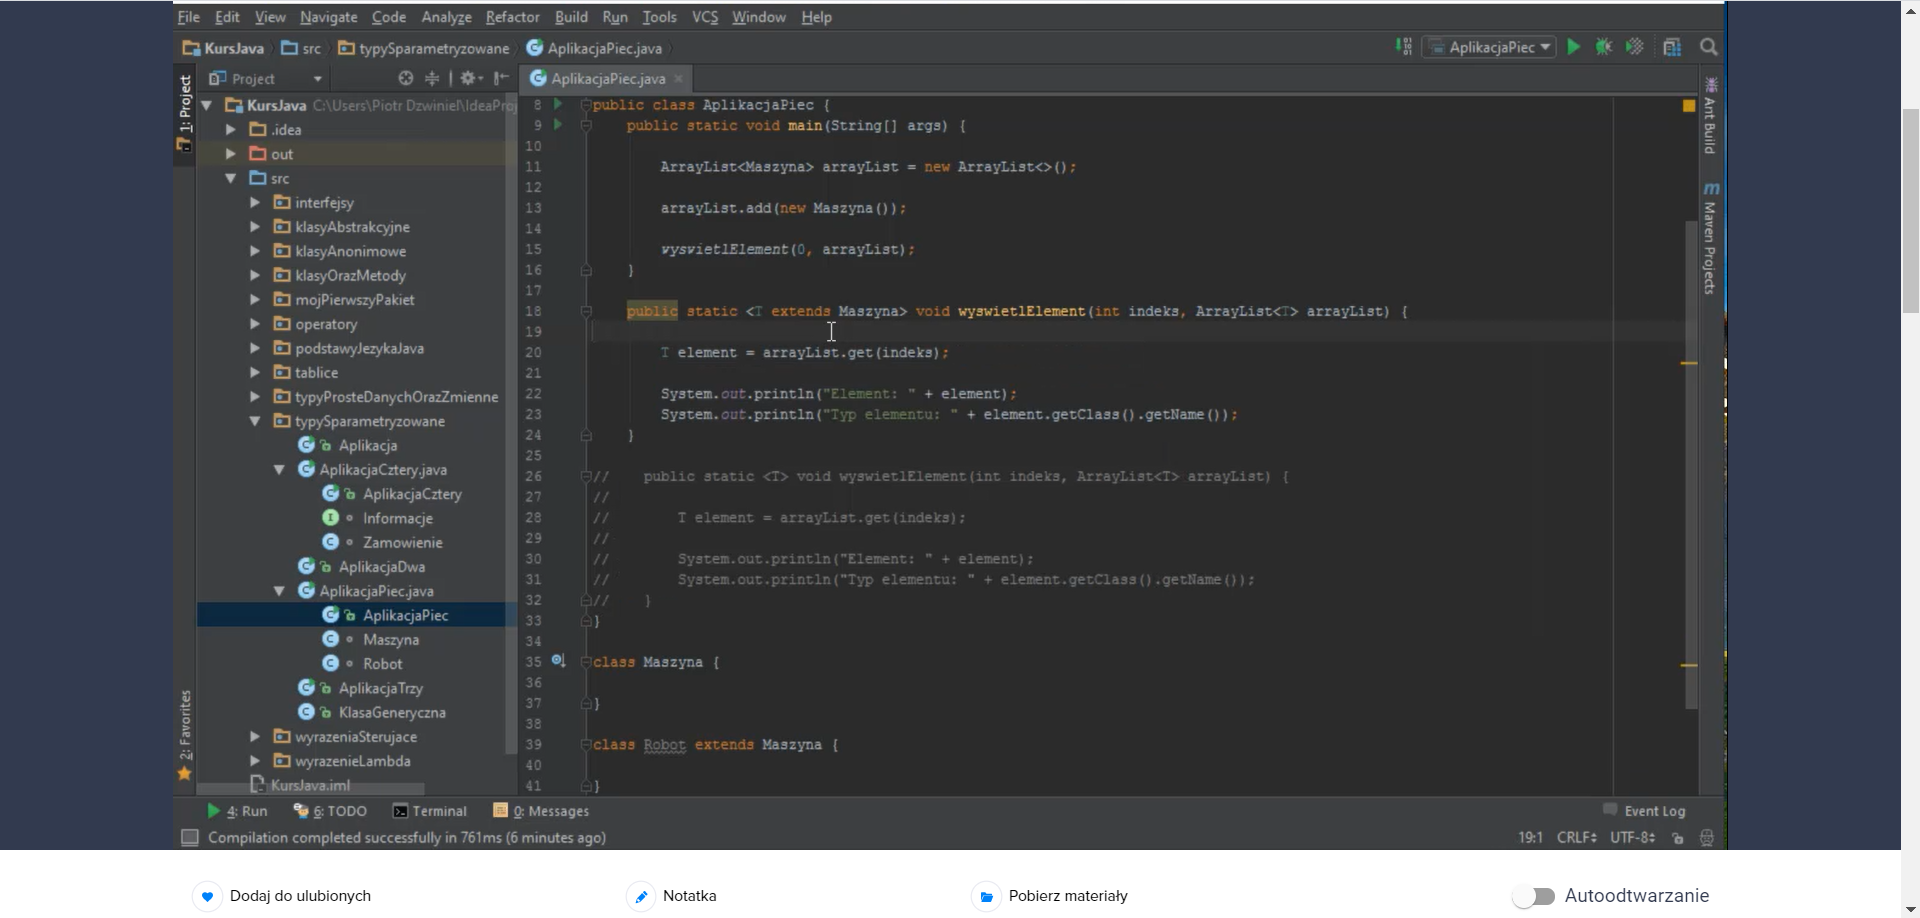 File Edit View Navigate Code Analyze Refactor Build Run Tools VCS Window Help
KursJava src typySparametryzowane AplikacjaPiec.java
AplikacjaPiec
1: Project
Project
AplikacjaPiec.java
KursJava C:\Users\Piotr Dzwiniel\IdeaProj
.idea
out
src
interfejsy
klasyAbstrakcyjne
klasyAnonimowe
klasyOrazMetody
mojPierwszyPakiet
operatory
podstawyJezykaJava
tablice
typyProsteDanychOrazZmienne
typySparametryzowane
Aplikacja
AplikacjaCztery.java
AplikacjaCztery
Informacje
Zamowienie
AplikacjaDwa
AplikacjaPiec.java
AplikacjaPiec
Maszyna
Robot
AplikacjaTrzy
KlasaGeneryczna
wyrazeniaSterujace
wyrazenieLambda
KursJava.iml
2: Favorites
8 public class AplikacjaPiec {
9 public static void main(String[] args) {
10
11 ArrayList<Maszyna> arrayList = new ArrayList<>();
12
13 arrayList.add(new Maszyna());
14
15 wyswietlElement(0, arrayList);
16 }
17
18 public static <T extends Maszyna> void wyswietlElement(int indeks, ArrayList<T> arrayList) {
19
20 T element = arrayList.get(indeks);
21
22 System.out.println("Element: " + element);
23 System.out.println("Typ elementu: " + element.getClass().getName());
24 }
25
26 // public static <T> void wyswietlElement(int indeks, ArrayList<T> arrayList) {
27 //
28 // T element = arrayList.get(indeks);
29 //
30 // System.out.println("Element: " + element);
31 // System.out.println("Typ elementu: " + element.getClass().getName());
32 // }
33 }
34
35 class Maszyna {
36
37 }
38
39 class Robot extends Maszyna {
40
41 }
Ant Build
m Maven Projects
4: Run 6: TODO Terminal 0: Messages
Event Log
Compilation completed successfully in 761ms (6 minutes ago)
19:1 CRLF UTF-8
Dodaj do ulubionych
Notatka
Pobierz materiały
Autoodtwarzanie